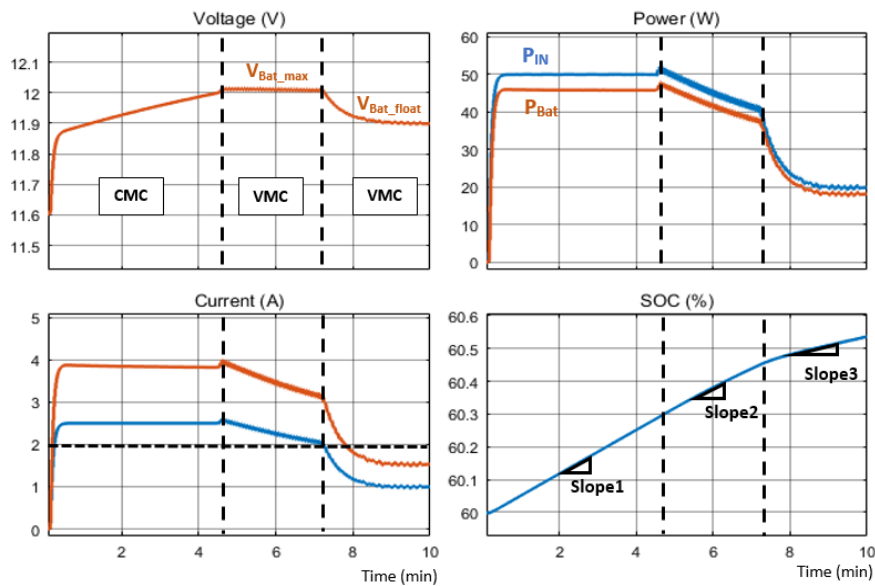 Voltage (V)
12.1
12
11.9
11.8
11.7
11.6
11.5
V_Bat_max
V_Bat_float
CMC
VMC
VMC
Power (W)
60
50
40
30
20
10
0
P_IN
P_Bat
Current (A)
5
4
3
2
1
0
2
4
6
8
10
Time (min)
SOC (%)
60.6
60.5
60.4
60.3
60.2
60.1
60
Slope1
Slope2
Slope3
2
4
6
8
10
Time (min)